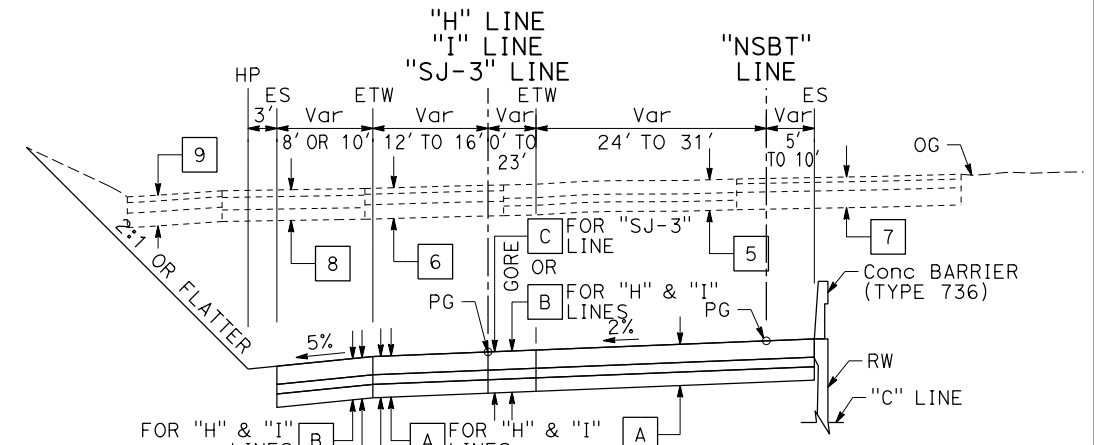 "H" LINE
"I" LINE
"SJ-3" LINE
"NSBT"
LINE
HP
ES
ETW
ETW
ES
3'
Var
Var
Var
Var
Var
8' OR 10'
12' TO 16'
0' TO
23'
24' TO 31'
5'
TO 10'
OG
9
8
6
5
7
2:1 OR FLATTER
C
FOR "SJ-3"
LINE
GORE
OR
B
FOR "H" & "I"
LINES
PG
PG
Conc BARRIER
(TYPE 736)
5%
2%
RW
"C" LINE
FOR "H" & "I"
LINES
B
A
FOR "H" & "I"
A